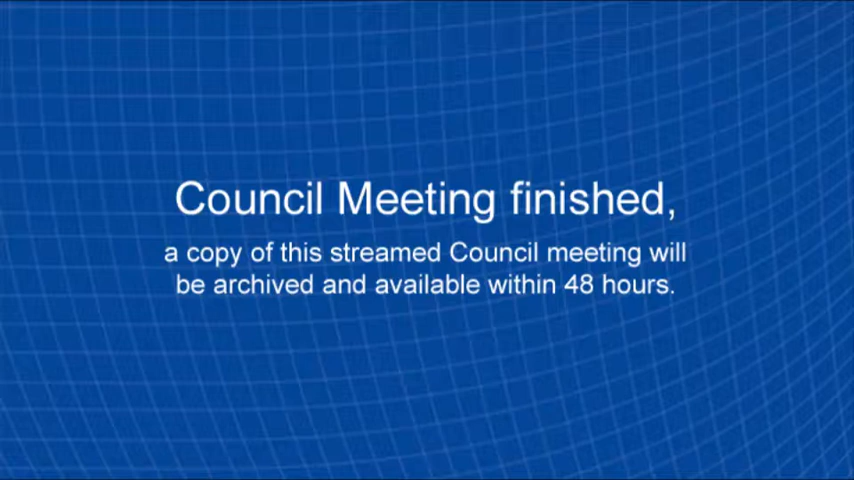 Council Meeting finished,
a copy of this streamed Council meeting will
be archived and available within 48 hours.